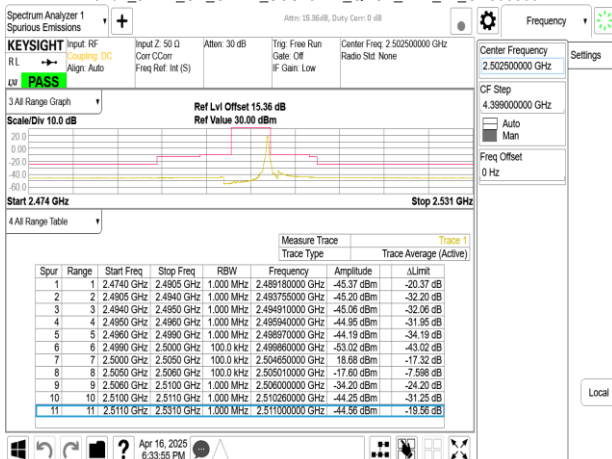 Spectrum Analyzer 1
Spurious Emissions
Attn: 15.36dB, Duty Corr: 0 dB
Frequency
KEYSIGHT
RL
PASS
Input: RF
Coupling: DC
Align: Auto
Input Z: 50 Ω
Corr CCorr
Freq Ref: Int (S)
Atten: 30 dB
Trig: Free Run
Gate: Off
IF Gain: Low
Center Freq: 2.502500000 GHz
Radio Std: None
Center Frequency
2.502500000 GHz
Settings
CF Step
4.399000000 GHz
Auto
Man
Freq Offset
0 Hz
Local
3 All Range Graph
Scale/Div 10.0 dB
Ref Lvl Offset 15.36 dB
Ref Value 30.00 dBm
20.0
0.00
-20.0
-40.0
-60.0
Start 2.474 GHz
Stop 2.531 GHz
4 All Range Table
Measure Trace Trace 1
Trace Type Trace Average (Active)
Spur Range Start Freq Stop Freq RBW Frequency Amplitude ΔLimit
1 1 2.4740 GHz 2.4905 GHz 1.000 MHz 2.489180000 GHz -45.37 dBm -20.37 dB
2 2 2.4905 GHz 2.4940 GHz 1.000 MHz 2.493755000 GHz -45.20 dBm -32.20 dB
3 3 2.4940 GHz 2.4950 GHz 1.000 MHz 2.494910000 GHz -45.06 dBm -32.06 dB
4 4 2.4950 GHz 2.4960 GHz 1.000 MHz 2.495940000 GHz -44.95 dBm -31.95 dB
5 5 2.4960 GHz 2.4990 GHz 1.000 MHz 2.498970000 GHz -44.19 dBm -34.19 dB
6 6 2.4990 GHz 2.5000 GHz 100.0 kHz 2.499860000 GHz -53.02 dBm -43.02 dB
7 7 2.5000 GHz 2.5050 GHz 100.0 kHz 2.504650000 GHz 18.68 dBm -17.32 dB
8 8 2.5050 GHz 2.5060 GHz 100.0 kHz 2.505010000 GHz -17.60 dBm -7.598 dB
9 9 2.5060 GHz 2.5100 GHz 1.000 MHz 2.506000000 GHz -34.20 dBm -24.20 dB
10 10 2.5100 GHz 2.5110 GHz 1.000 MHz 2.510260000 GHz -44.25 dBm -31.25 dB
11 11 2.5110 GHz 2.5310 GHz 1.000 MHz 2.511000000 GHz -44.56 dBm -19.56 dB
Apr 16, 2025
6:33:55 PM